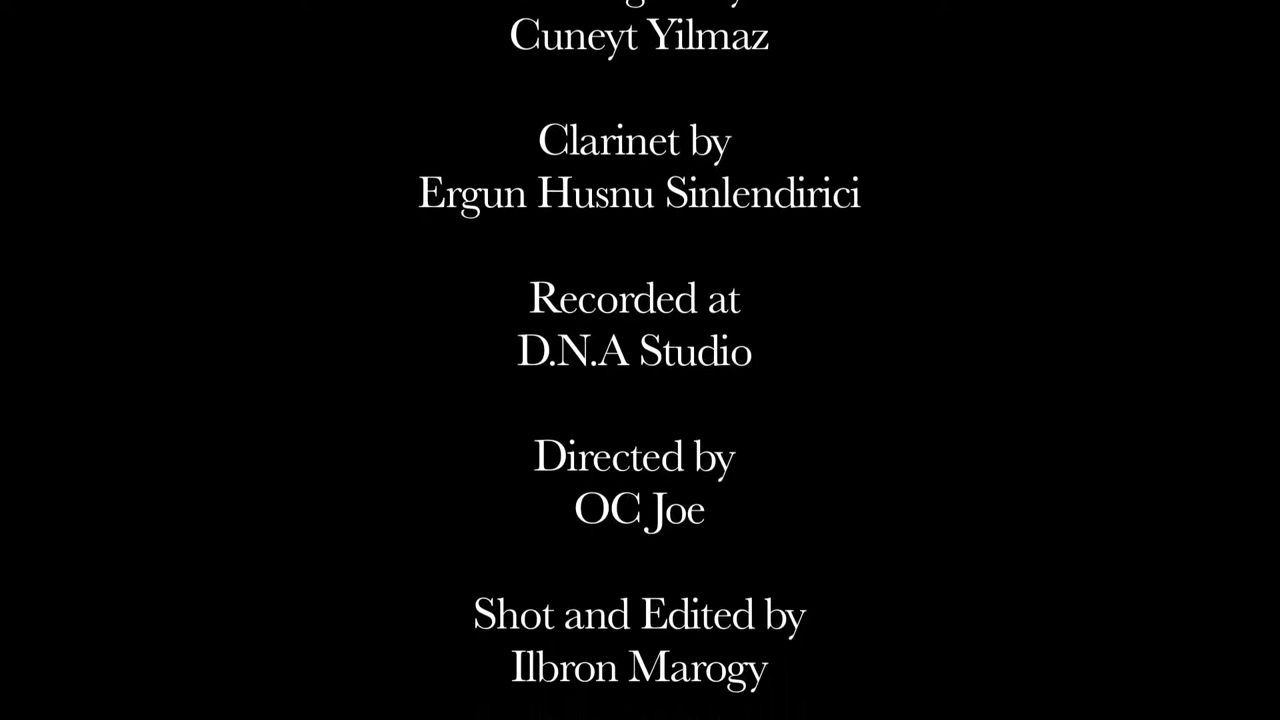 Cuneyt Yilmaz
Clarinet by
Ergun Husnu Sinlendirici
Recorded at
D.N.A Studio
Directed by
OC Joe
Shot and Edited by
Ilbron Marogy